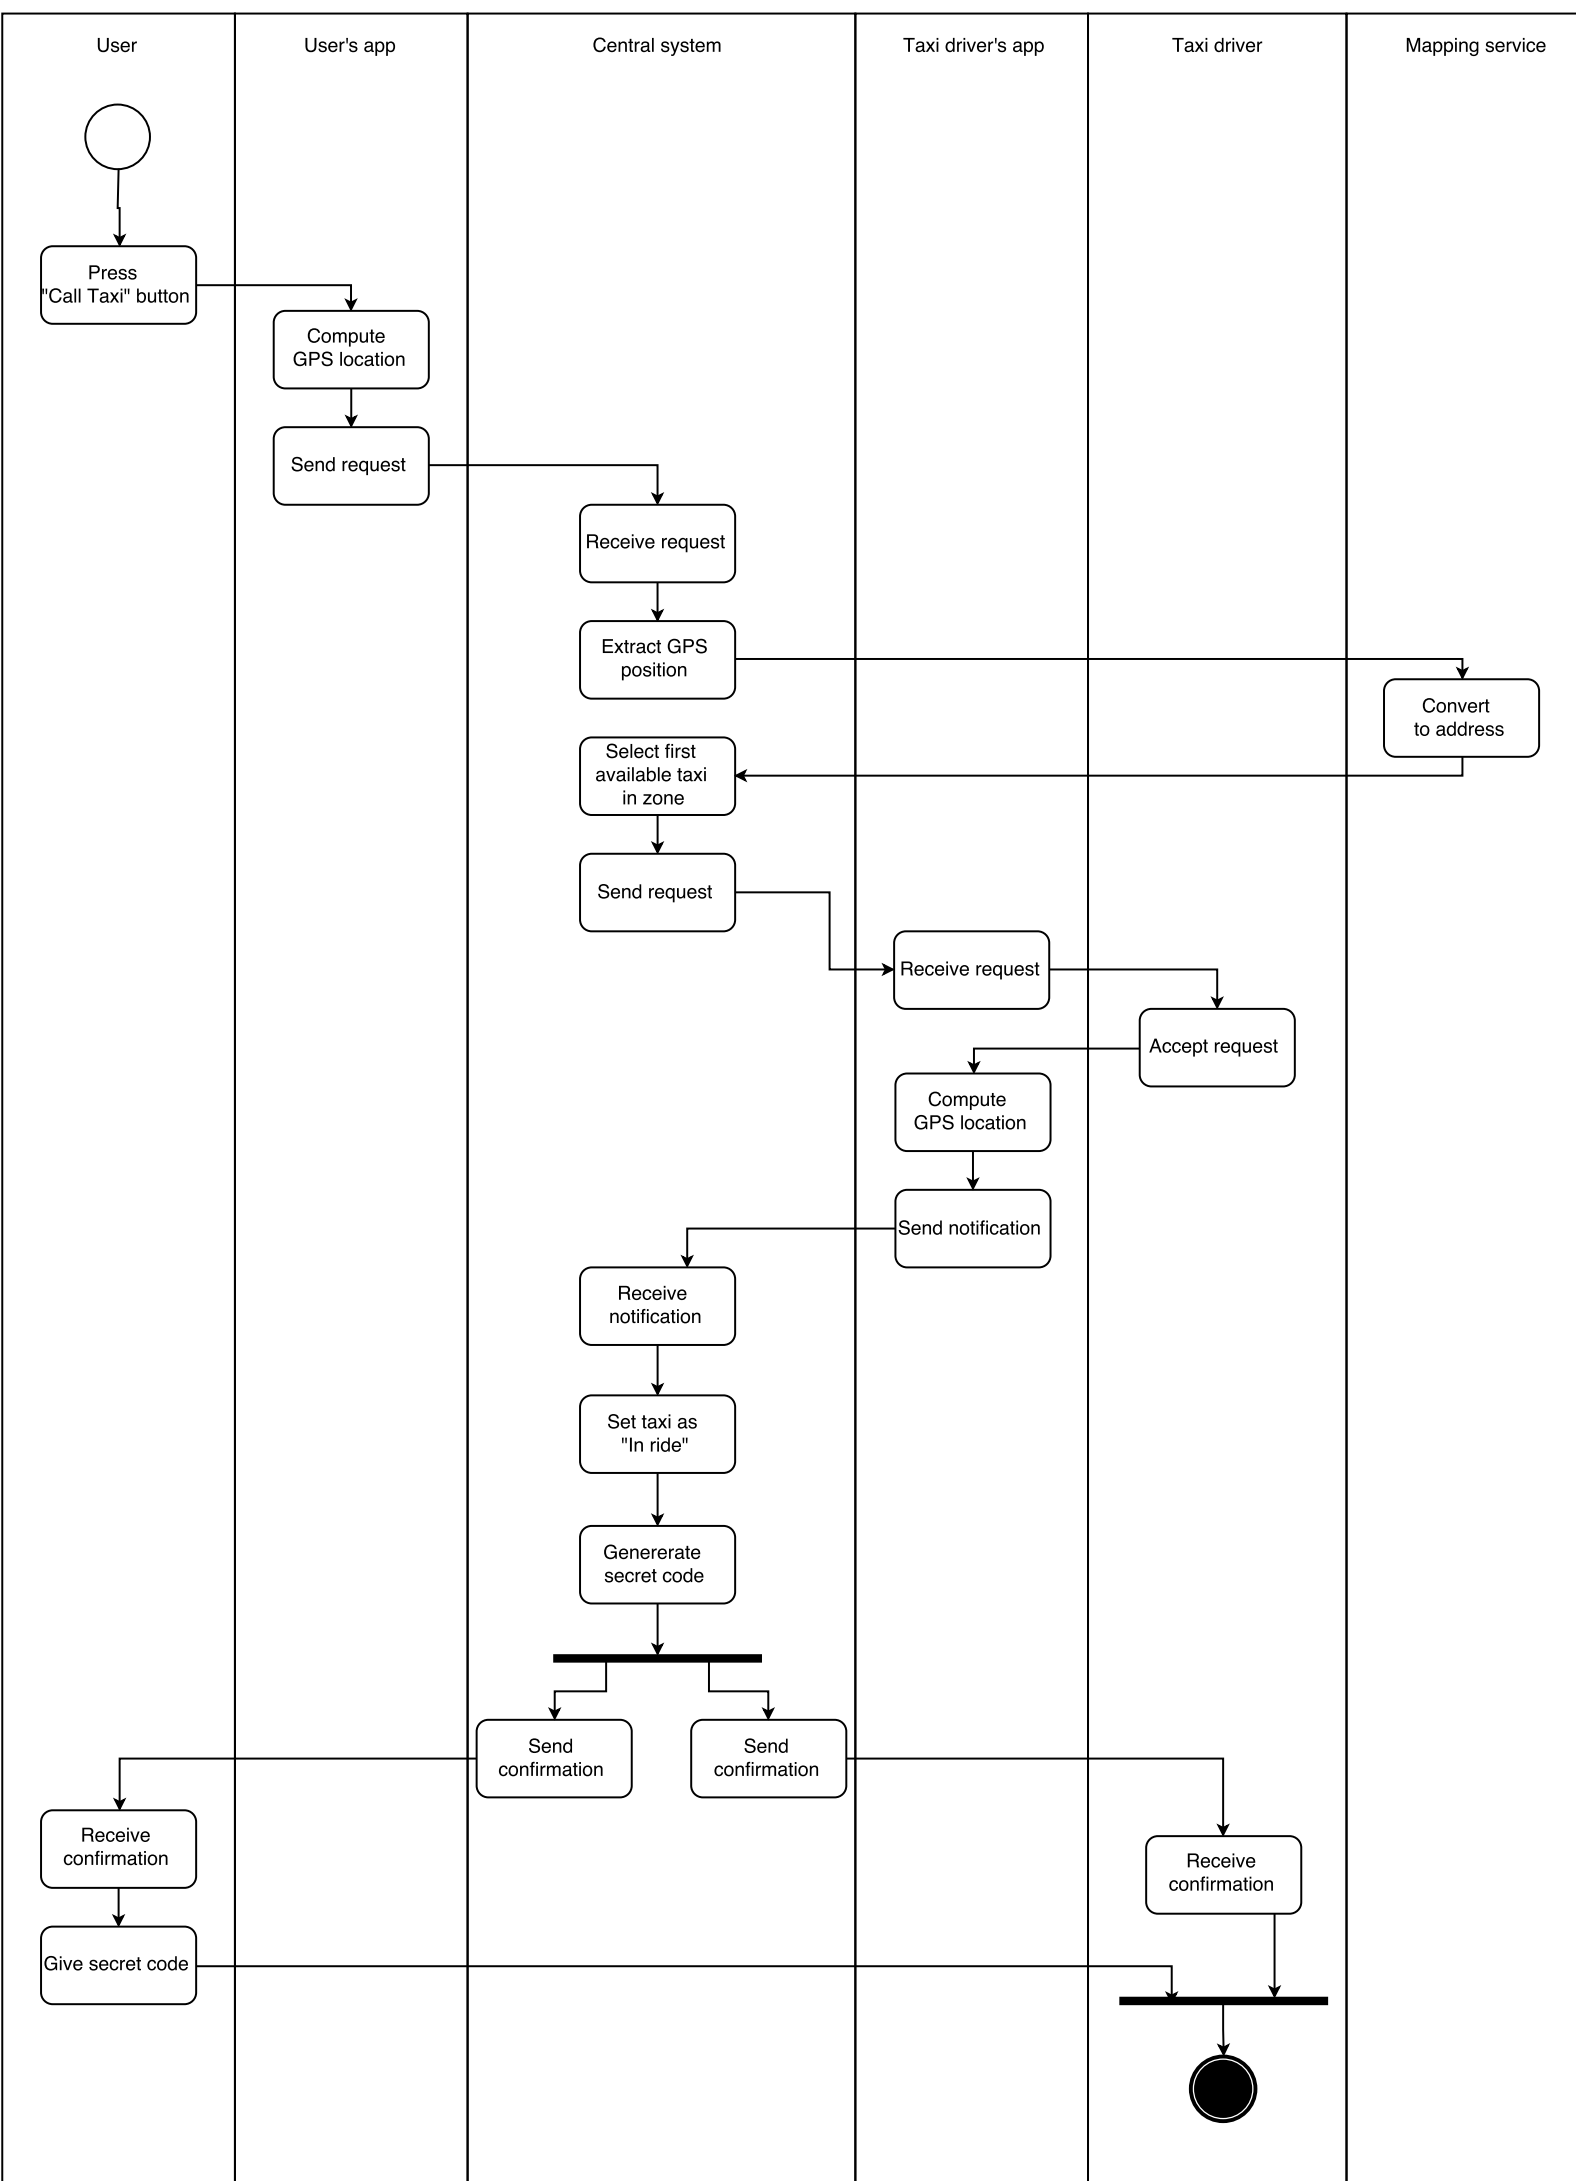 User
User's app
Central system
Taxi driver's app
Taxi driver
Mapping service
Press
"Call Taxi" button
Compute
GPS location
Send request
Receive request
Extract GPS
position
Convert
to address
Select first
available taxi
in zone
Send request
Receive request
Accept request
Compute
GPS location
Send notification
Receive
notification
Set taxi as
"In ride"
Genererate
secret code
Send
confirmation
Send
confirmation
Receive
confirmation
Receive
confirmation
Give secret code